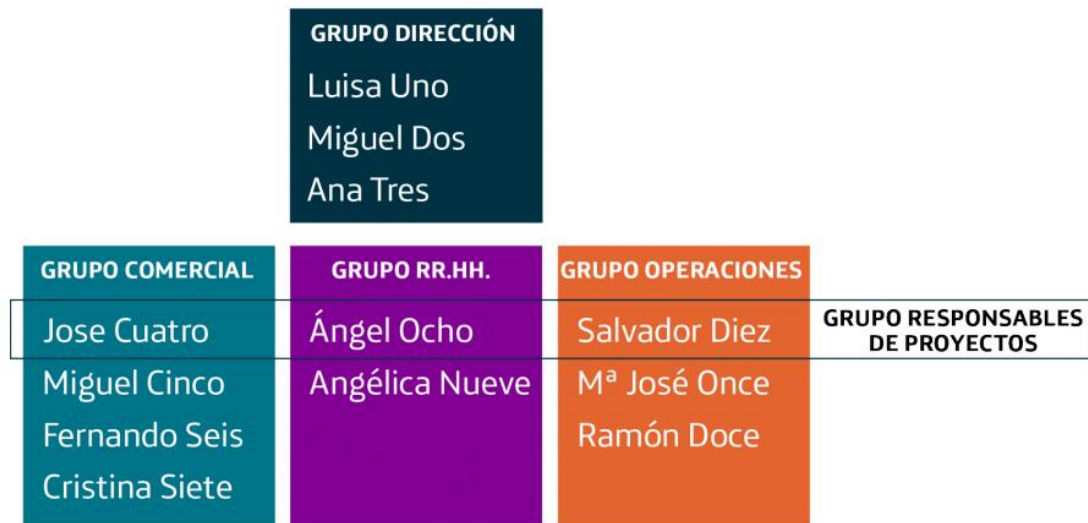 GRUPO DIRECCIÓN
Luisa Uno
Miguel Dos
Ana Tres
GRUPO COMERCIAL
Jose Cuatro
Miguel Cinco
Fernando Seis
Cristina Siete
GRUPO RR.HH.
Ángel Ocho
Angélica Nueve
GRUPO OPERACIONES
Salvador Diez
Mª José Once
Ramón Doce
GRUPO RESPONSABLES
DE PROYECTOS